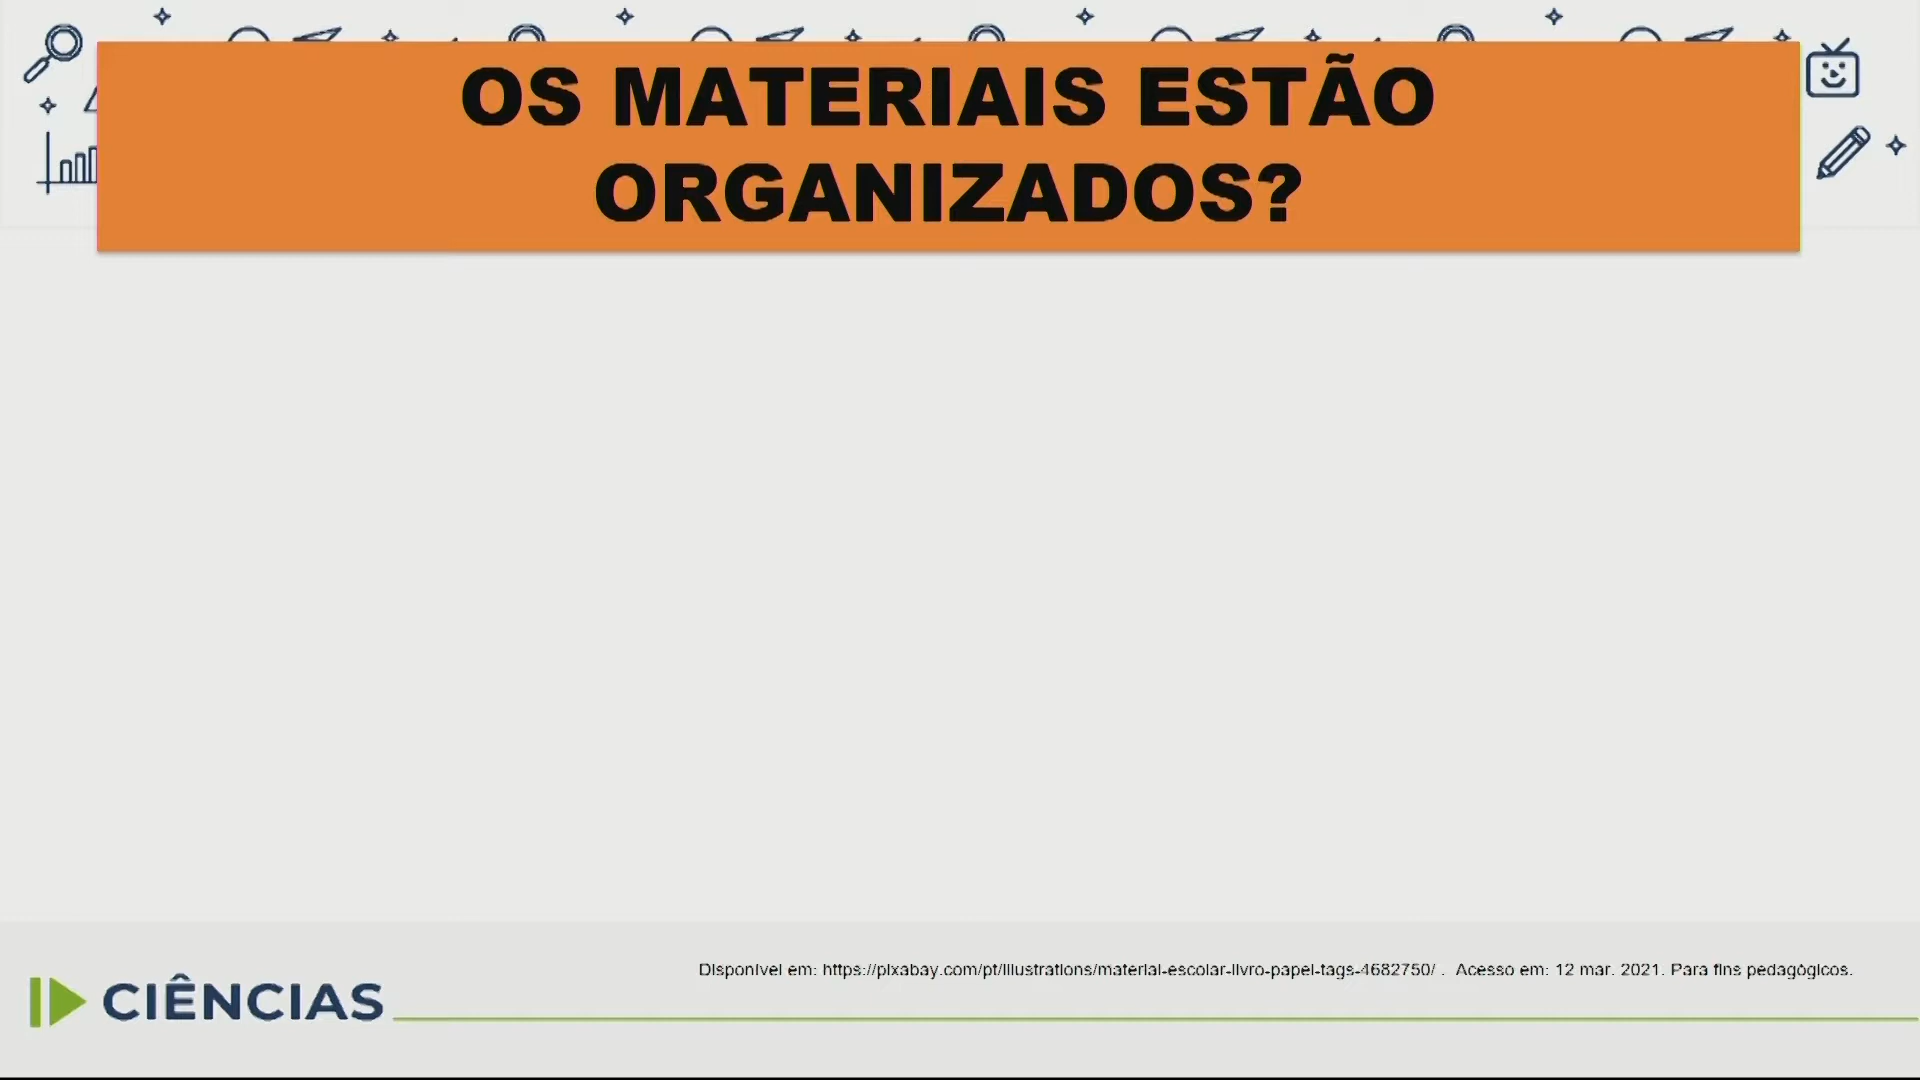 OS MATERIAIS ESTÃO
ORGANIZADOS?
Disponível em: https://pixabay.com/pt/illustrations/material-escolar-livro-papel-tags-4682750/ . Acesso em: 12 mar. 2021. Para fins pedagógicos.
CIÊNCIAS